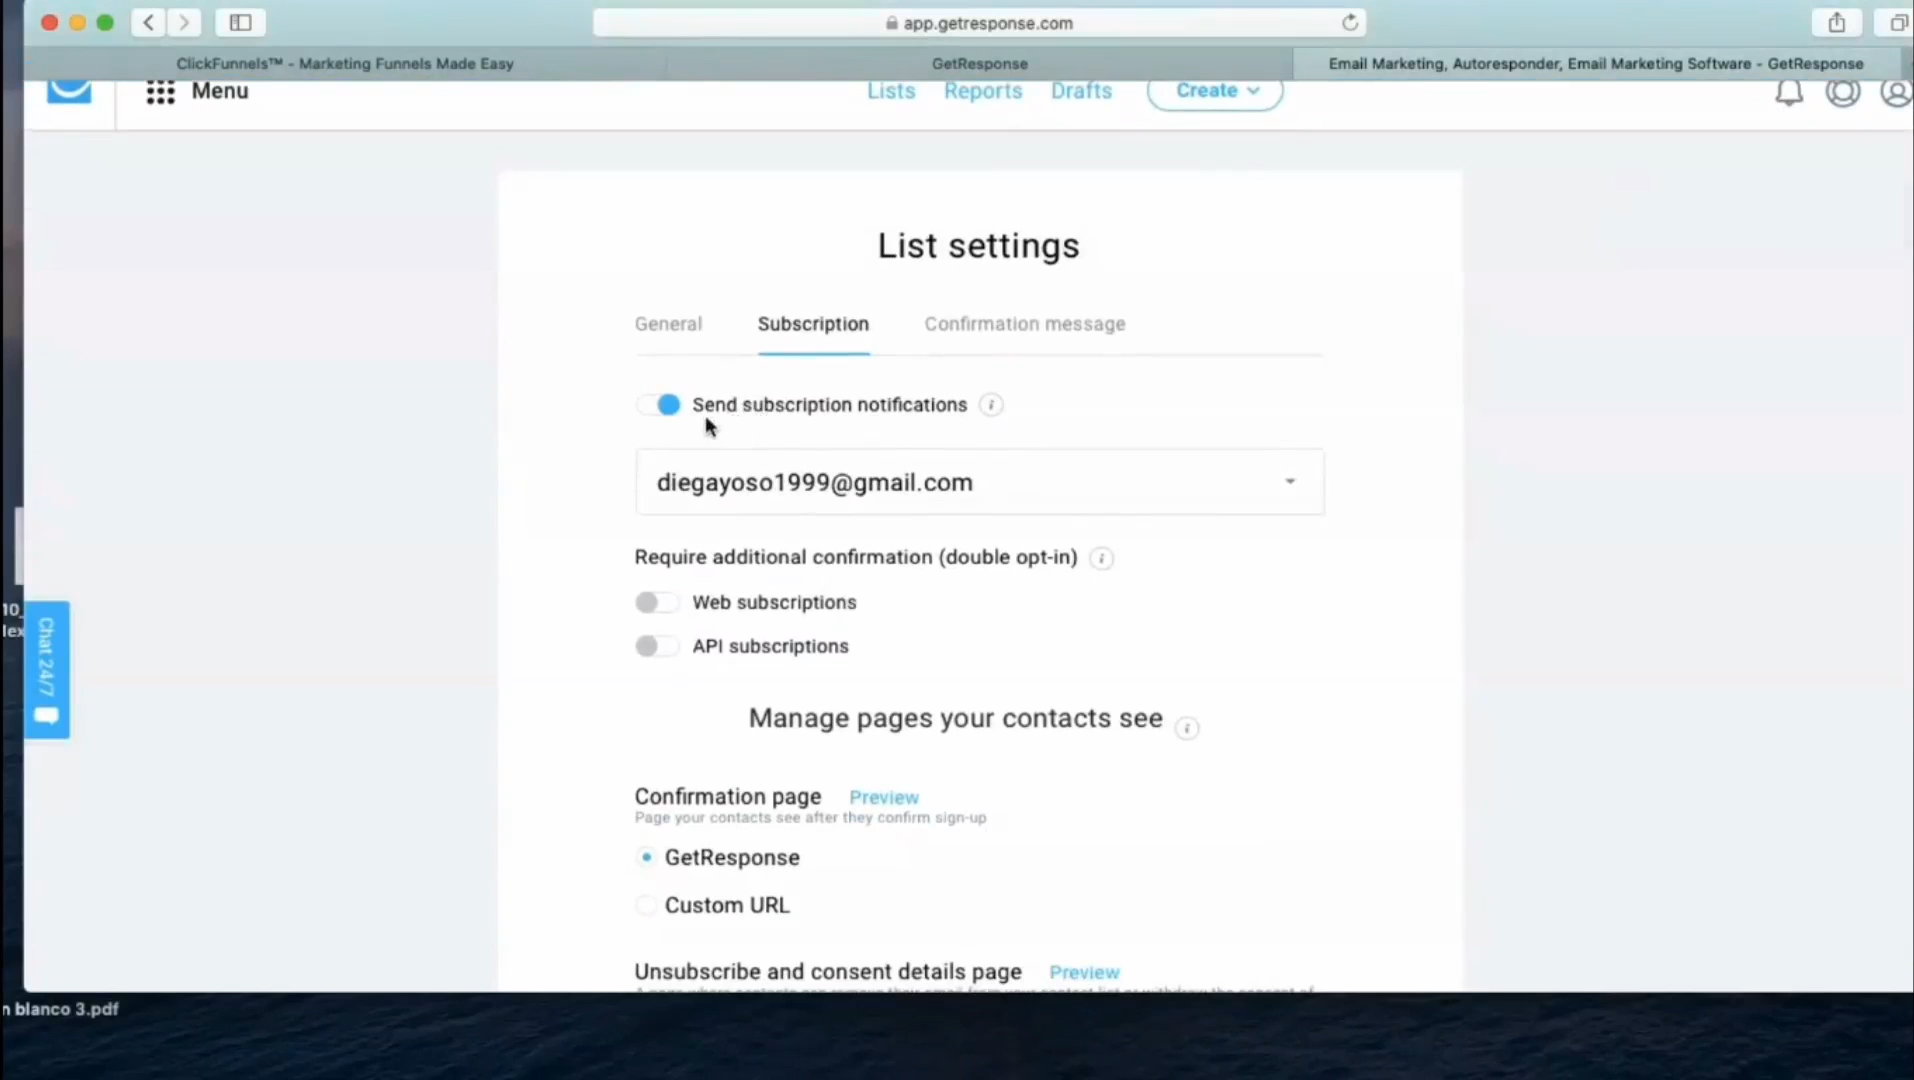 app.getresponse.com
ClickFunnels™ - Marketing Funnels Made Easy
GetResponse
Email Marketing, Autoresponder, Email Marketing Software - GetResponse
Menu
Lists
Reports
Drafts
Create
List settings
General
Subscription
Confirmation message
Send subscription notifications
diegayoso1999@gmail.com
Require additional confirmation (double opt-in)
Web subscriptions
API subscriptions
Manage pages your contacts see
Confirmation page
Preview
Page your contacts see after they confirm sign-up
GetResponse
Custom URL
Unsubscribe and consent details page
Preview
10_
lex
Chat 24/7
n blanco 3.pdf